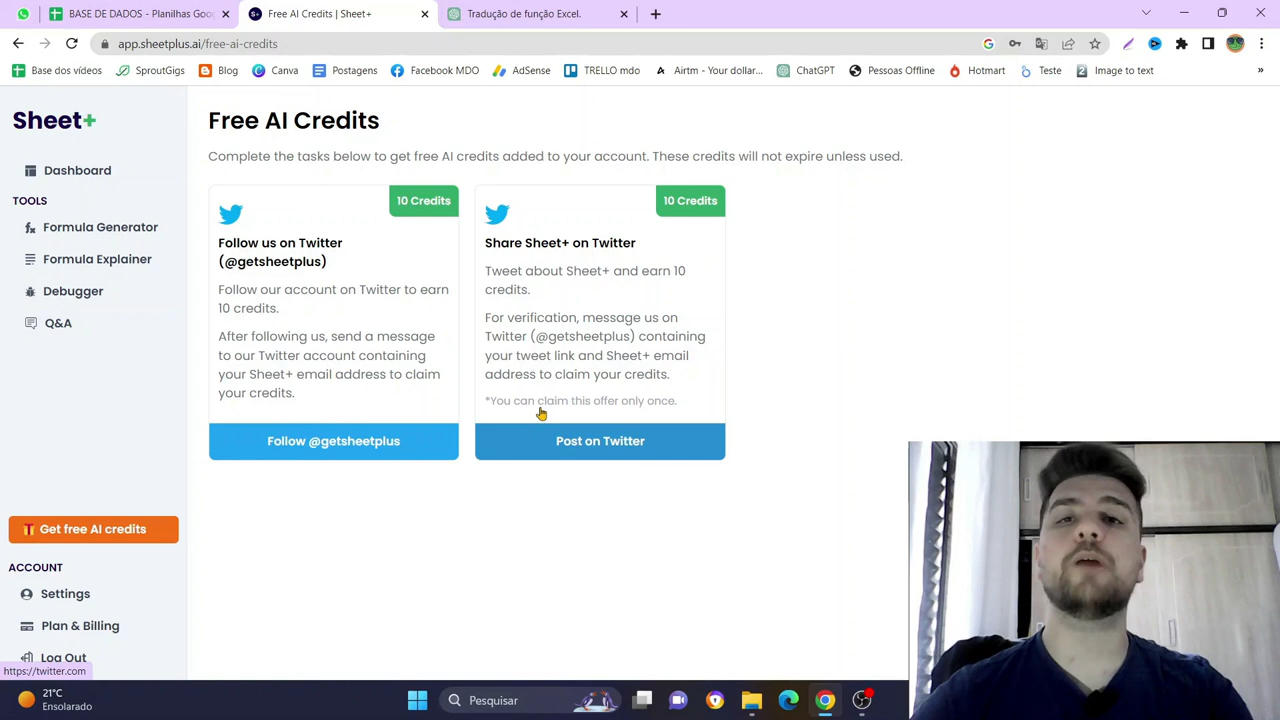 BASE DE DADOS - Planilhas Goo
Free AI Credits | Sheet+
Tradução de função Excel.
app.sheetplus.ai/free-ai-credits
Base dos vídeos
SproutGigs
Blog
Canva
Postagens
Facebook MDO
AdSense
TRELLO mdo
Airtm - Your dollar...
ChatGPT
Pessoas Offline
Hotmart
Teste
Image to text
»
Sheet+
Dashboard
TOOLS
Formula Generator
Formula Explainer
Debugger
Q&A
Get free AI credits
ACCOUNT
Settings
Plan & Billing
Log Out
https://twitter.com
Free AI Credits
Complete the tasks below to get free AI credits added to your account. These credits will not expire unless used.
10 Credits
Follow us on Twitter
(@getsheetplus)
Follow our account on Twitter to earn
10 credits.
After following us, send a message
to our Twitter account containing
your Sheet+ email address to claim
your credits.
Follow @getsheetplus
10 Credits
Share Sheet+ on Twitter
Tweet about Sheet+ and earn 10
credits.
For verification, message us on
Twitter (@getsheetplus) containing
your tweet link and Sheet+ email
address to claim your credits.
*You can claim this offer only once.
Post on Twitter
21°C
Ensolarado
Pesquisar